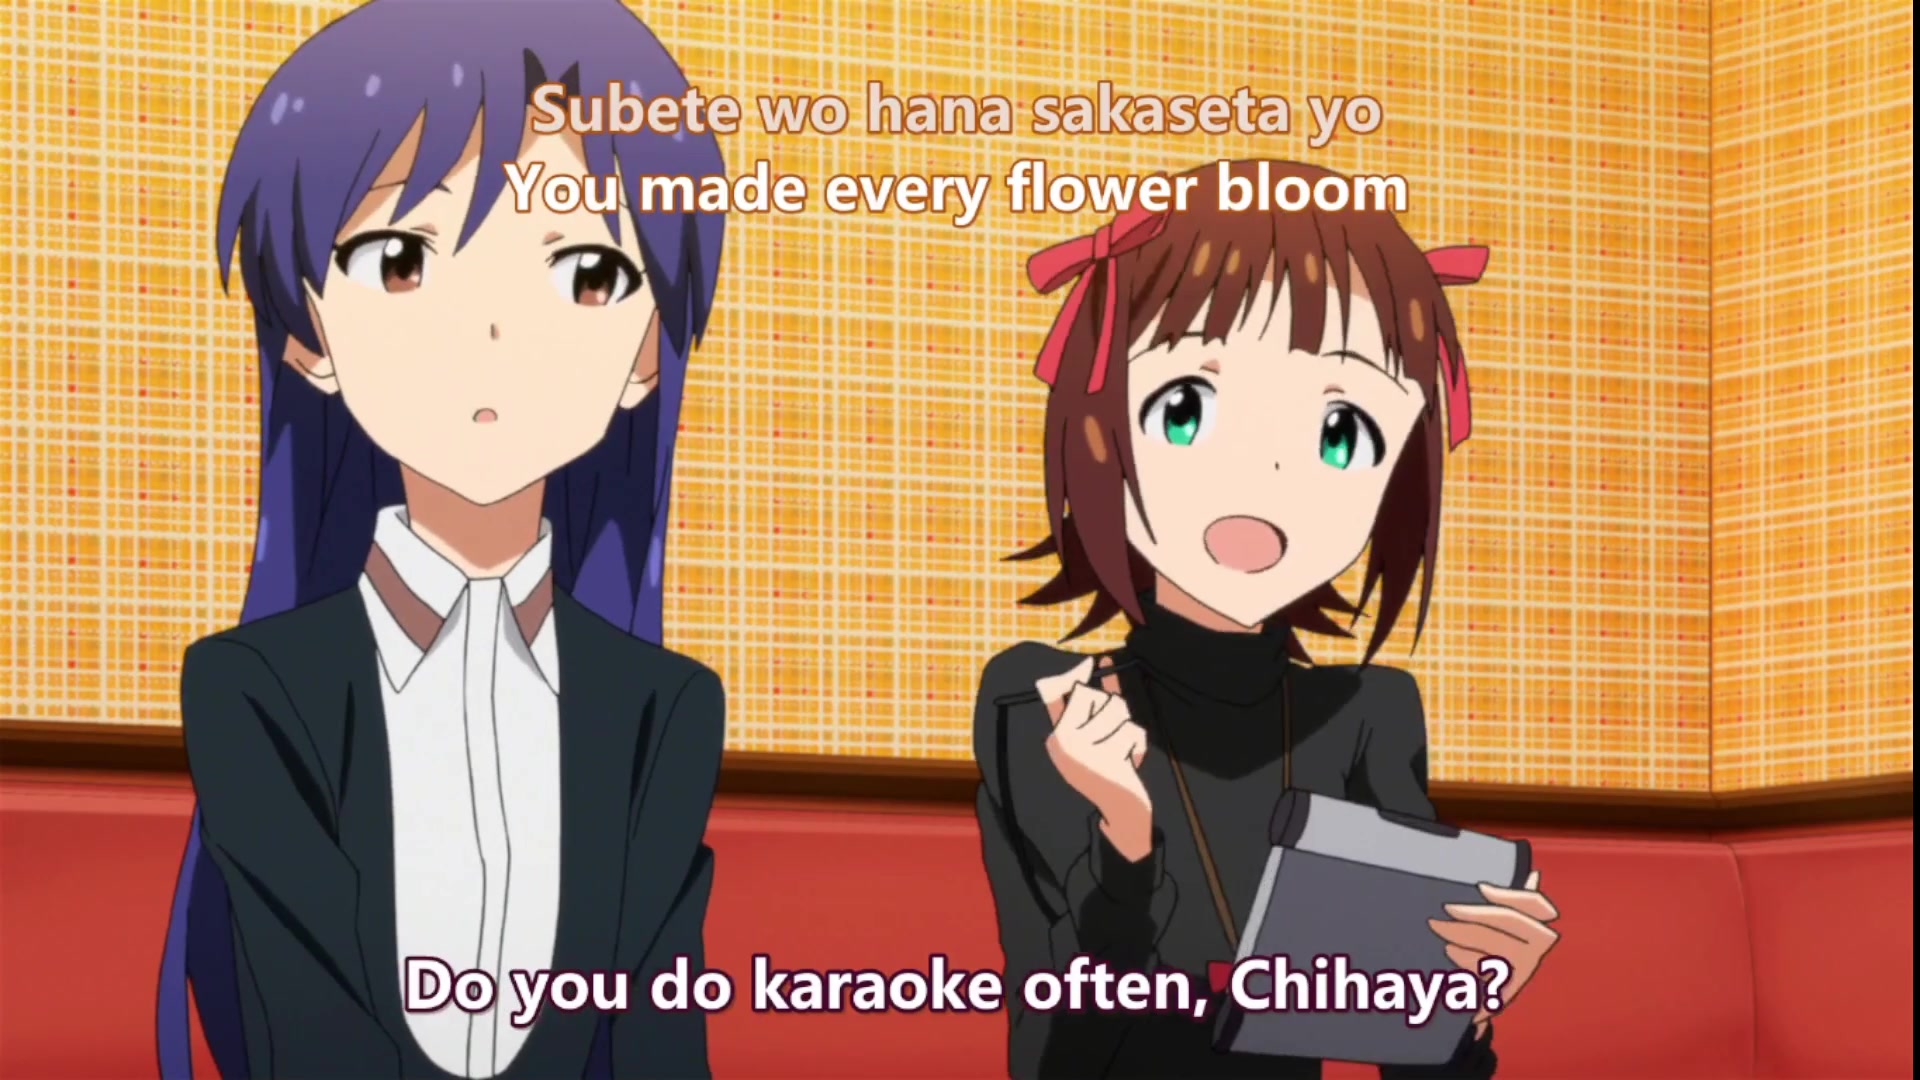 Subete wo hana sakaseta yo
You made every flower bloom
Do you do karaoke often, Chihaya?